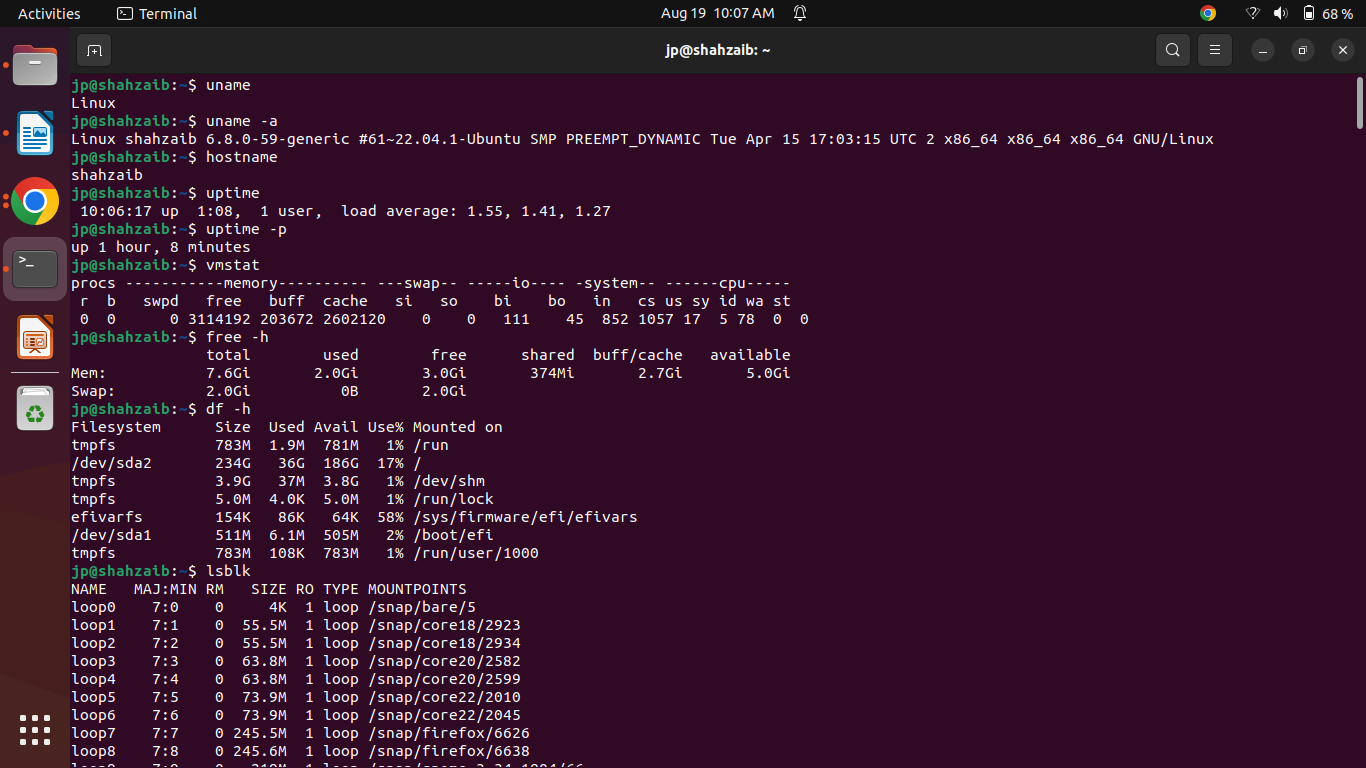 Activities Terminal Aug 19 10:07 AM 68 %
jp@shahzaib: ~
jp@shahzaib:~$ uname
Linux
jp@shahzaib:~$ uname -a
Linux shahzaib 6.8.0-59-generic #61~22.04.1-Ubuntu SMP PREEMPT_DYNAMIC Tue Apr 15 17:03:15 UTC 2 x86_64 x86_64 x86_64 GNU/Linux
jp@shahzaib:~$ hostname
shahzaib
jp@shahzaib:~$ uptime
 10:06:17 up  1:08,  1 user,  load average: 1.55, 1.41, 1.27
jp@shahzaib:~$ uptime -p
up 1 hour, 8 minutes
jp@shahzaib:~$ vmstat
procs -----------memory---------- ---swap-- -----io---- -system-- ------cpu-----
 r  b   swpd   free   buff  cache   si   so    bi    bo   in   cs us sy id wa st
 0  0      0 3114192 203672 2602120    0    0   111    45  852 1057 17  5 78  0  0
jp@shahzaib:~$ free -h
               total        used        free      shared  buff/cache   available
Mem:           7.6Gi       2.0Gi       3.0Gi       374Mi       2.7Gi       5.0Gi
Swap:          2.0Gi          0B       2.0Gi
jp@shahzaib:~$ df -h
Filesystem      Size  Used Avail Use% Mounted on
tmpfs           783M  1.9M  781M   1% /run
/dev/sda2       234G   36G  186G  17% /
tmpfs           3.9G   37M  3.8G   1% /dev/shm
tmpfs           5.0M  4.0K  5.0M   1% /run/lock
efivarfs        154K   86K   64K  58% /sys/firmware/efi/efivars
/dev/sda1       511M  6.1M  505M   2% /boot/efi
tmpfs           783M  108K  783M   1% /run/user/1000
jp@shahzaib:~$ lsblk
NAME   MAJ:MIN RM   SIZE RO TYPE MOUNTPOINTS
loop0    7:0    0     4K  1 loop /snap/bare/5
loop1    7:1    0  55.5M  1 loop /snap/core18/2923
loop2    7:2    0  55.5M  1 loop /snap/core18/2934
loop3    7:3    0  63.8M  1 loop /snap/core20/2582
loop4    7:4    0  63.8M  1 loop /snap/core20/2599
loop5    7:5    0  73.9M  1 loop /snap/core22/2010
loop6    7:6    0  73.9M  1 loop /snap/core22/2045
loop7    7:7    0 245.5M  1 loop /snap/firefox/6626
loop8    7:8    0 245.6M  1 loop /snap/firefox/6638